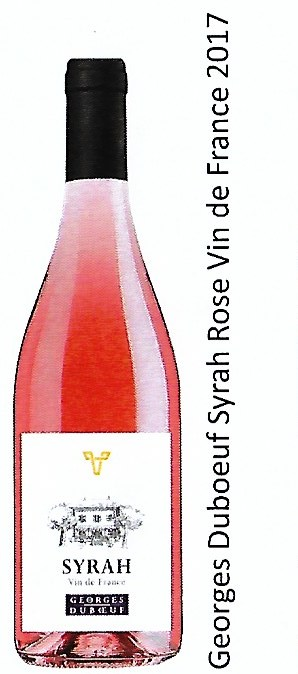 SYRAH
Vin de France
GEORGES
DUBŒUF
Georges Duboeuf Syrah Rose Vin de France 2017